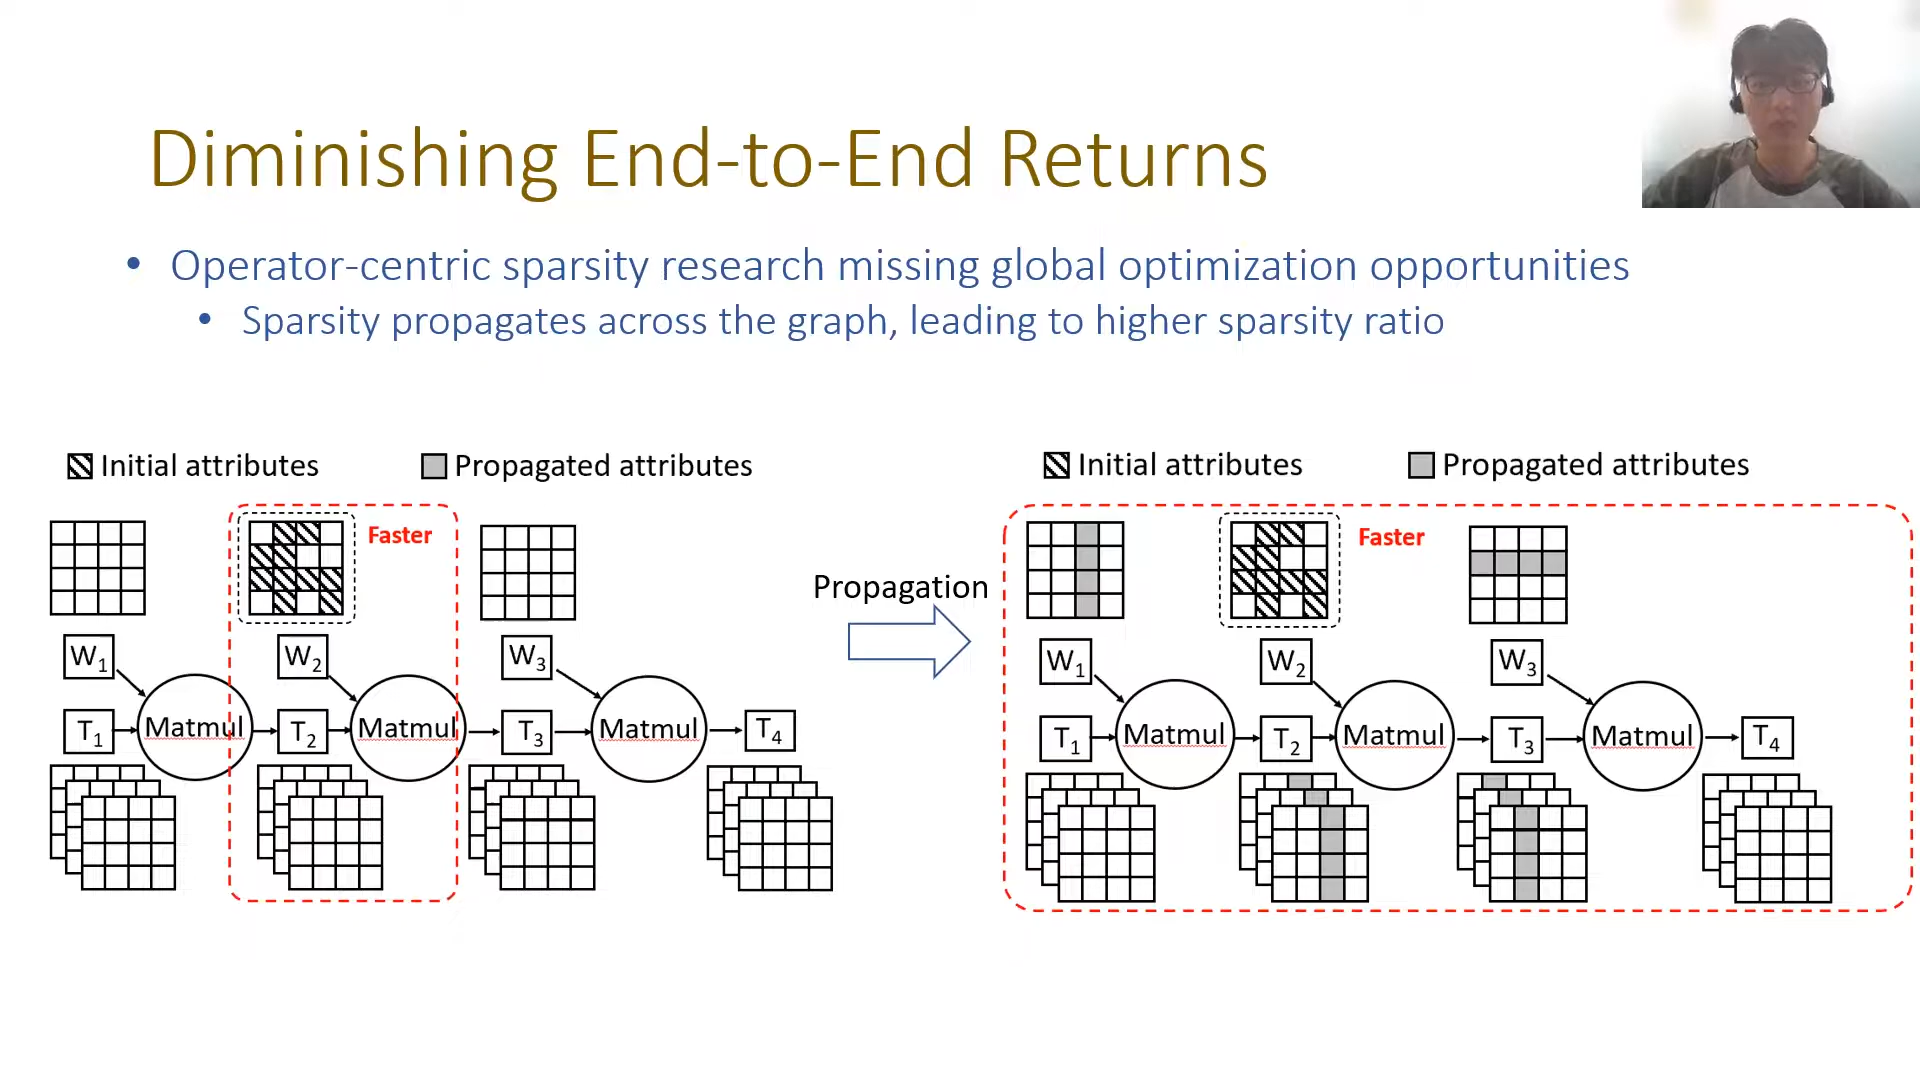 Diminishing End-to-End Returns
• Operator-centric sparsity research missing global optimization opportunities
• Sparsity propagates across the graph, leading to higher sparsity ratio
Initial attributes
Propagated attributes
Faster
W1
W2
W3
T1
Matmul
T2
Matmul
T3
Matmul
T4
Propagation
Initial attributes
Propagated attributes
Faster
W1
W2
W3
T1
Matmul
T2
Matmul
T3
Matmul
T4